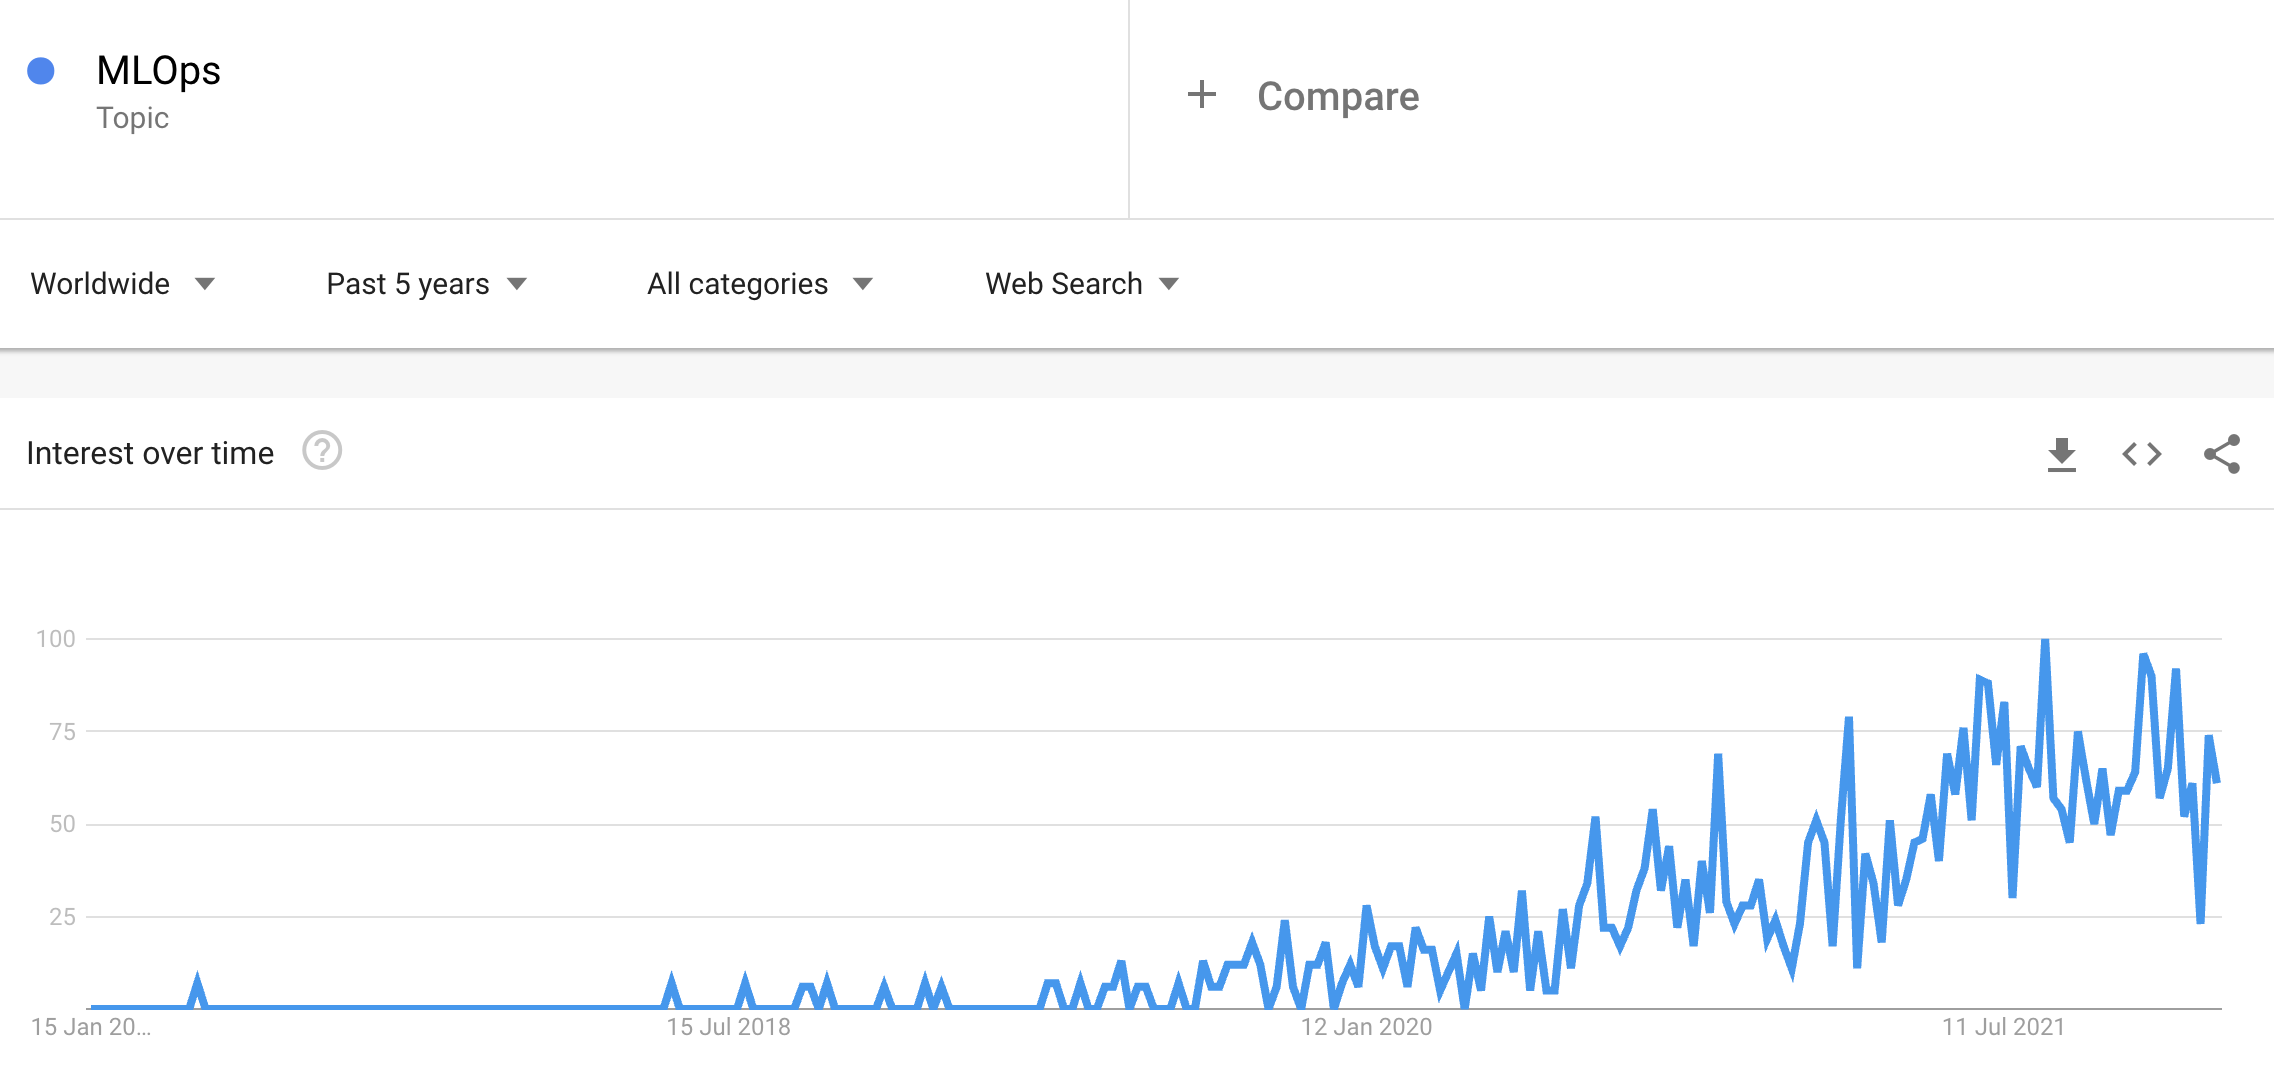 MLOps
Topic
+ Compare
Worldwide Past 5 years All categories Web Search
Interest over time ?
100
75
50
25
15 Jan 20... 15 Jul 2018 12 Jan 2020 11 Jul 2021